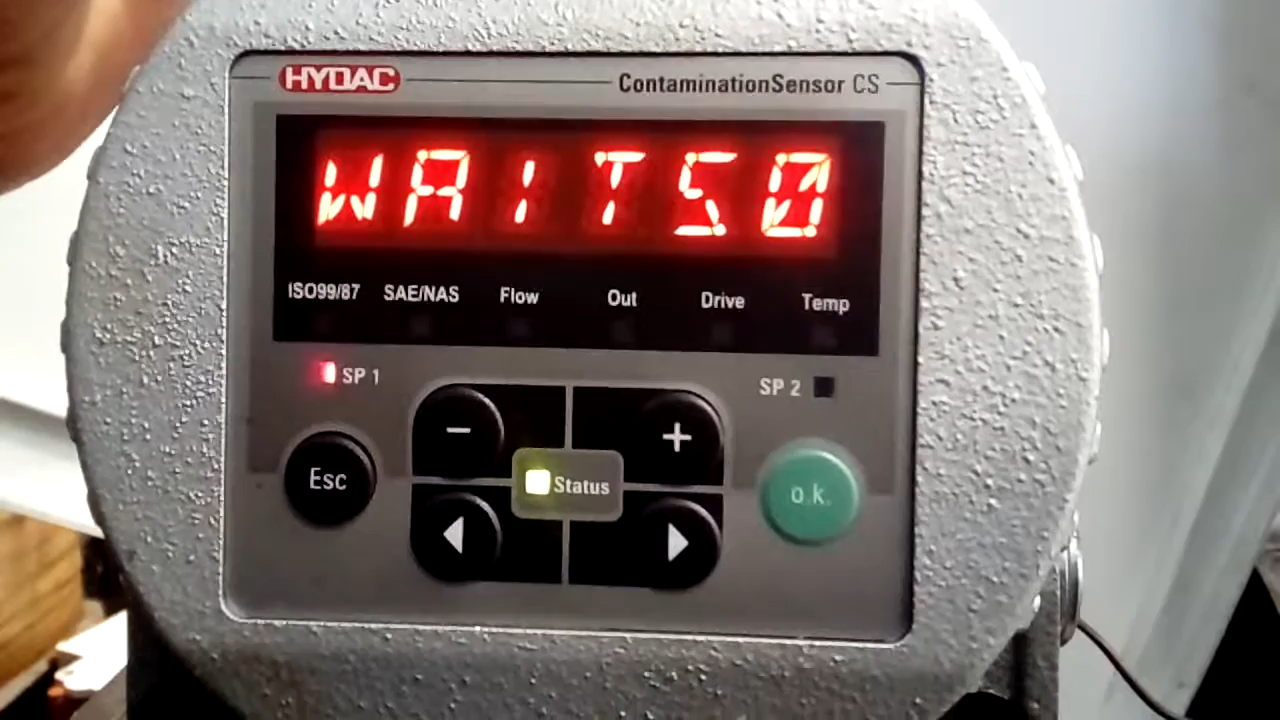 HYDAC ContaminationSensor CS
WAIT50
ISO99/87 SAE/NAS Flow Out Drive Temp
SP 1 SP 2
− +
Esc Status o.k.